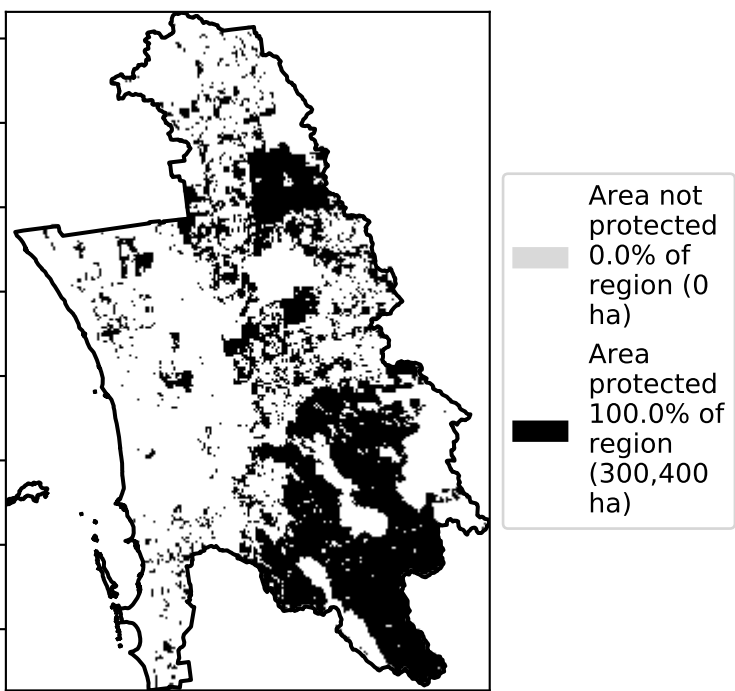 Area not
protected
0.0% of
region (0
ha)
Area
protected
100.0% of
region
(300,400
ha)